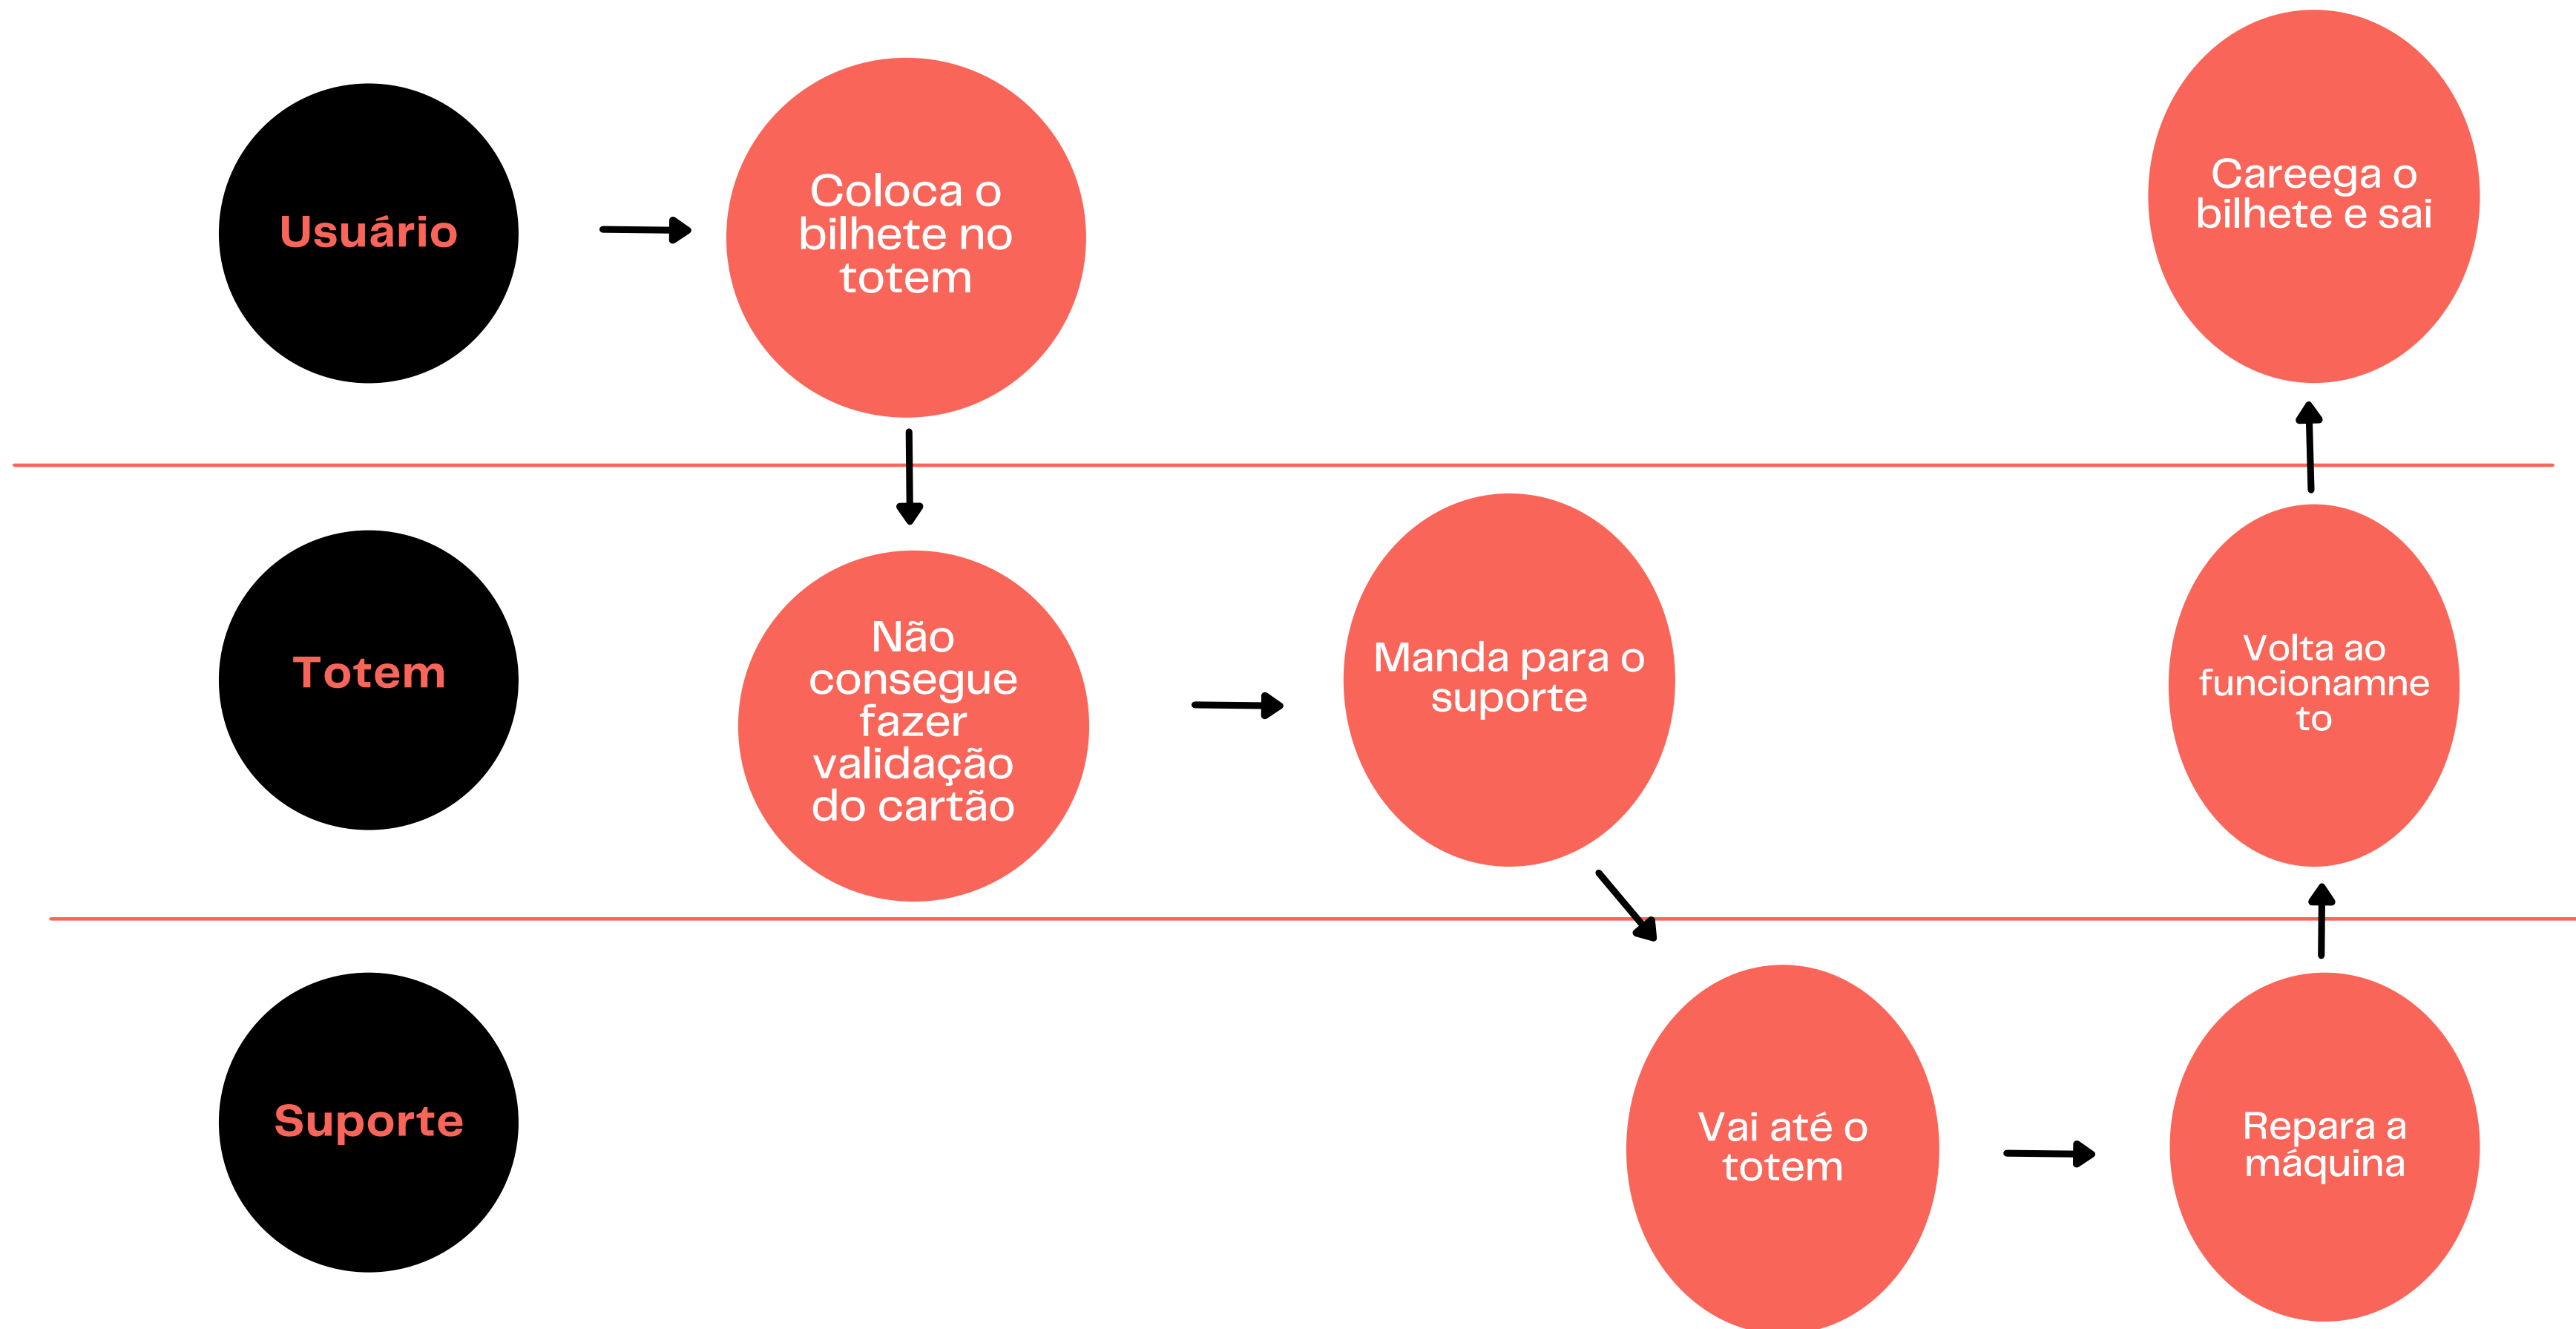 Usuário
Coloca o
bilhete no
totem
Careega o
bilhete e sai
Totem
Não
consegue
fazer
validação
do cartão
Manda para o
suporte
Volta ao
funcionamne
to
Suporte
Vai até o
totem
Repara a
máquina